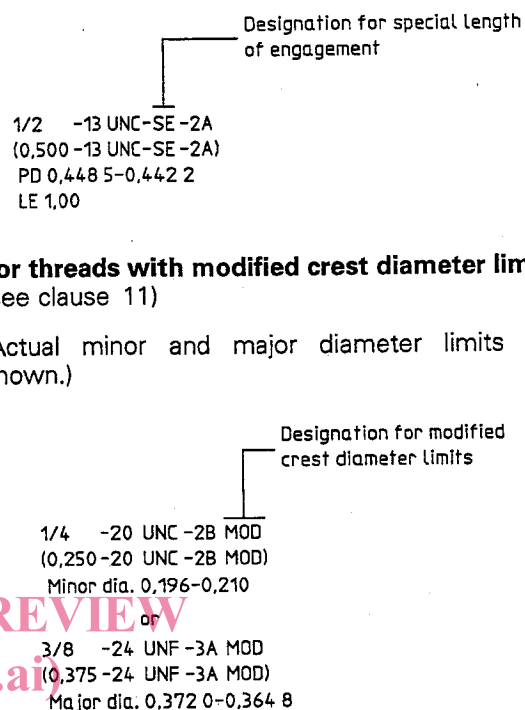 Designation for special length
of engagement
1/2 -13 UNC-SE-2A
(0,500-13 UNC-SE-2A)
PD 0,448 5-0,442 2
LE 1,00
or threads with modified crest diameter lim
ee clause 11)
Actual minor and major diameter limits
hown.)
Designation for modified
crest diameter limits
1/4 -20 UNC-2B MOD
(0,250-20 UNC-2B MOD)
Minor dia. 0,196-0,210
REVIEW
or
3/8 -24 UNF-3A MOD
(0,375-24 UNF-3A MOD)
.ai)
Major dia. 0,372 0-0,364 8